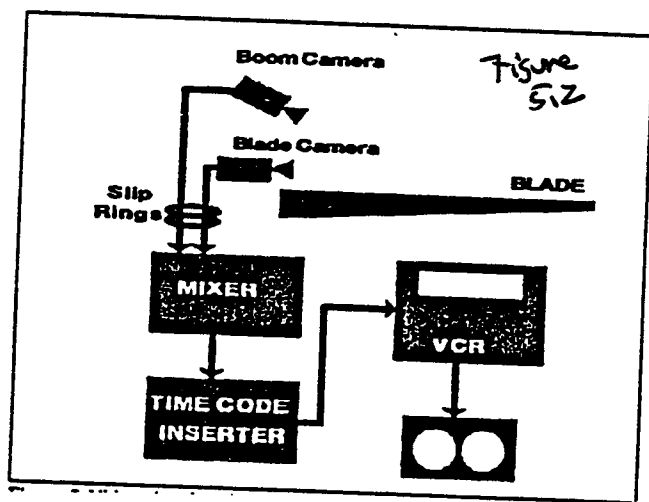 Boom Camera
Figure
5.2
Blade Camera
BLADE
Slip
Rings
MIXER
VCR
TIME CODE
INSERTER